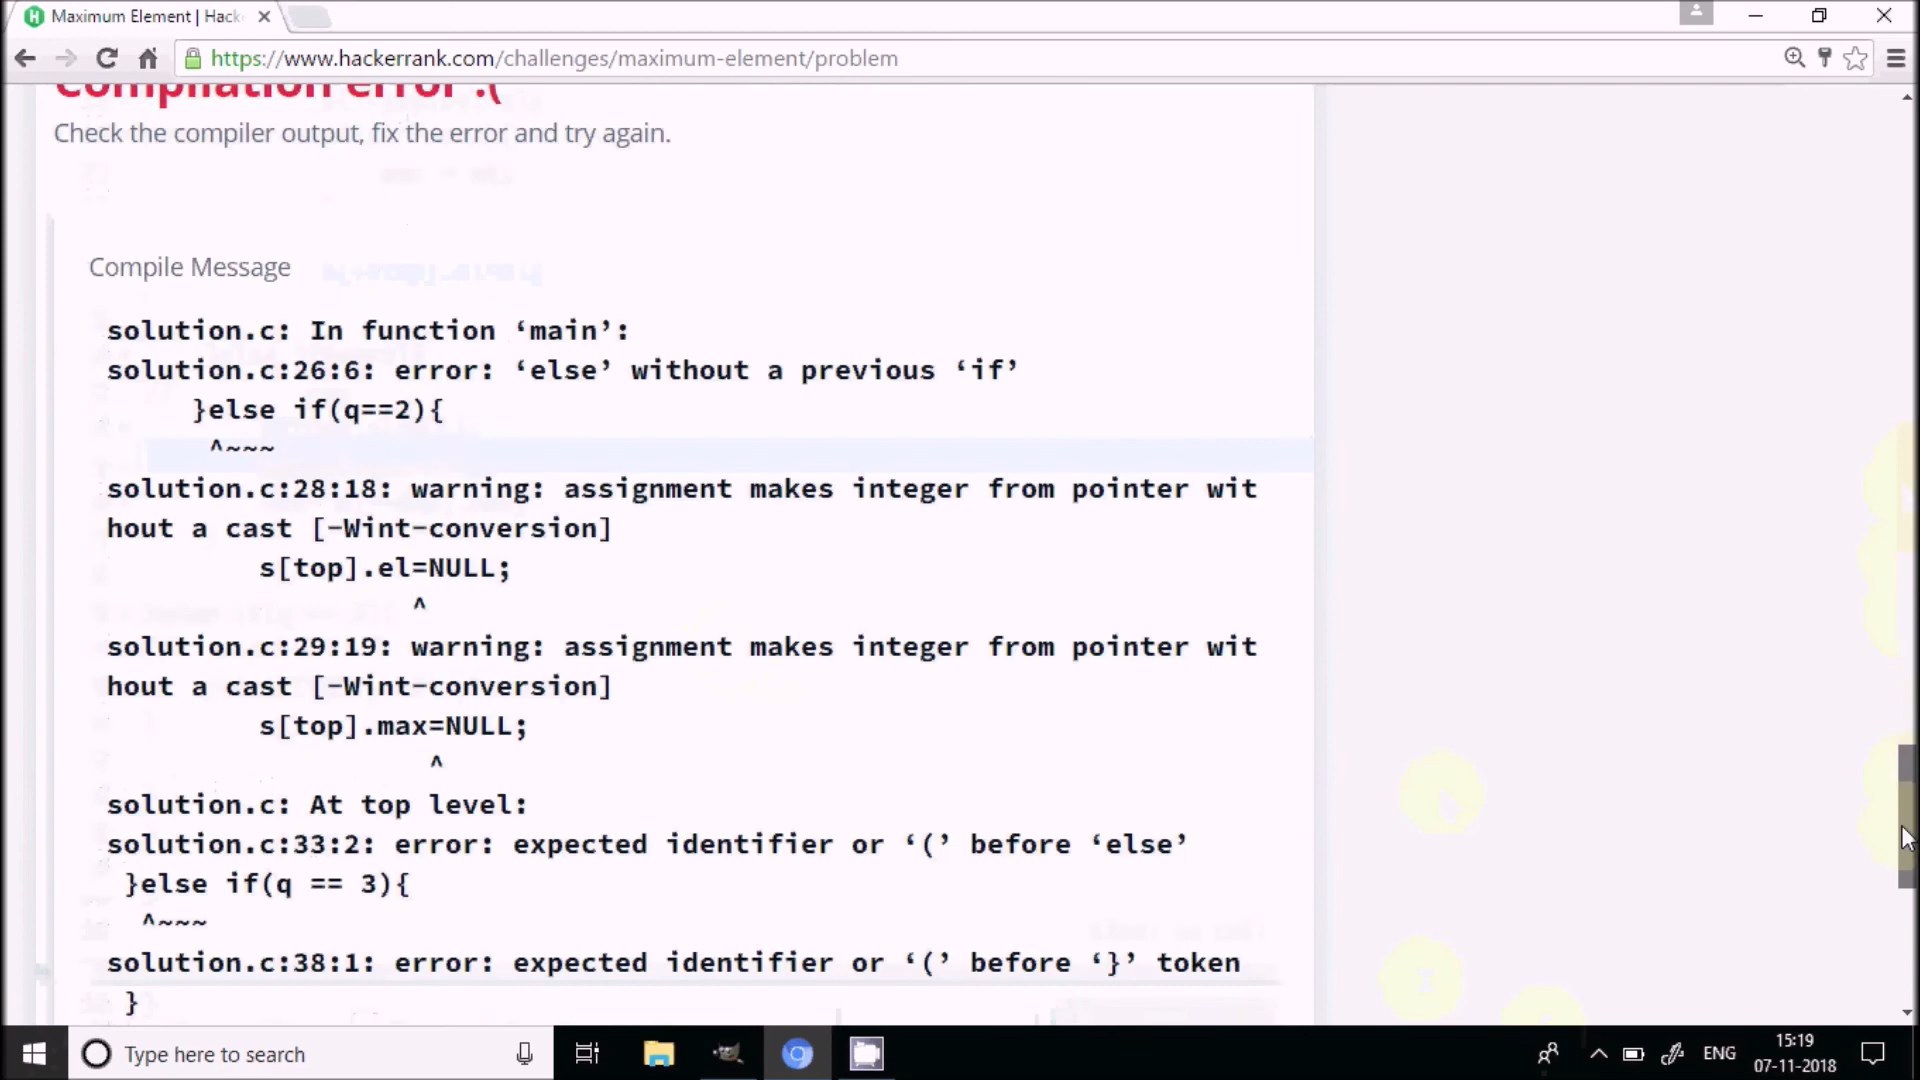 Maximum Element | Hack
https://www.hackerrank.com/challenges/maximum-element/problem
Compilation error :(
Check the compiler output, fix the error and try again.
Compile Message
solution.c: In function ‘main’:
solution.c:26:6: error: ‘else’ without a previous ‘if’
}else if(q==2){
^~~~
solution.c:28:18: warning: assignment makes integer from pointer wit
hout a cast [-Wint-conversion]
s[top].el=NULL;
^
solution.c:29:19: warning: assignment makes integer from pointer wit
hout a cast [-Wint-conversion]
s[top].max=NULL;
^
solution.c: At top level:
solution.c:33:2: error: expected identifier or ‘(’ before ‘else’
}else if(q == 3){
^~~~
solution.c:38:1: error: expected identifier or ‘(’ before ‘}’ token
}
Type here to search
ENG
15:19
07-11-2018